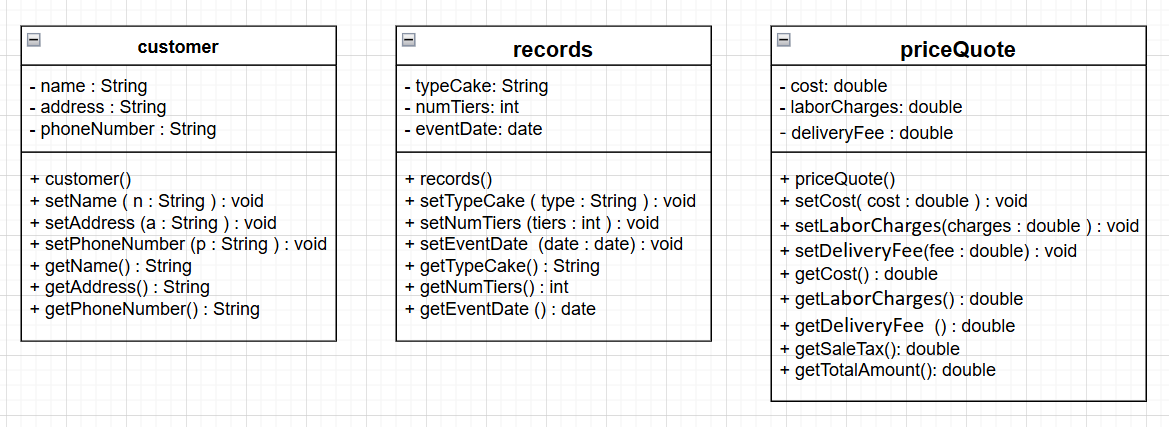 customer
- name : String
- address : String
- phoneNumber : String
+ customer()
+ setName ( n : String ) : void
+ setAddress (a : String ) : void
+ setPhoneNumber (p : String ) : void
+ getName() : String
+ getAddress() : String
+ getPhoneNumber() : String
records
- typeCake: String
- numTiers: int
- eventDate: date
+ records()
+ setTypeCake ( type : String ) : void
+ setNumTiers (tiers : int ) : void
+ setEventDate (date : date) : void
+ getTypeCake() : String
+ getNumTiers() : int
+ getEventDate () : date
priceQuote
- cost: double
- laborCharges: double
- deliveryFee : double
+ priceQuote()
+ setCost( cost : double ) : void
+ setLaborCharges(charges : double ) : void
+ setDeliveryFee(fee : double) : void
+ getCost() : double
+ getLaborCharges() : double
+ getDeliveryFee () : double
+ getSaleTax(): double
+ getTotalAmount(): double